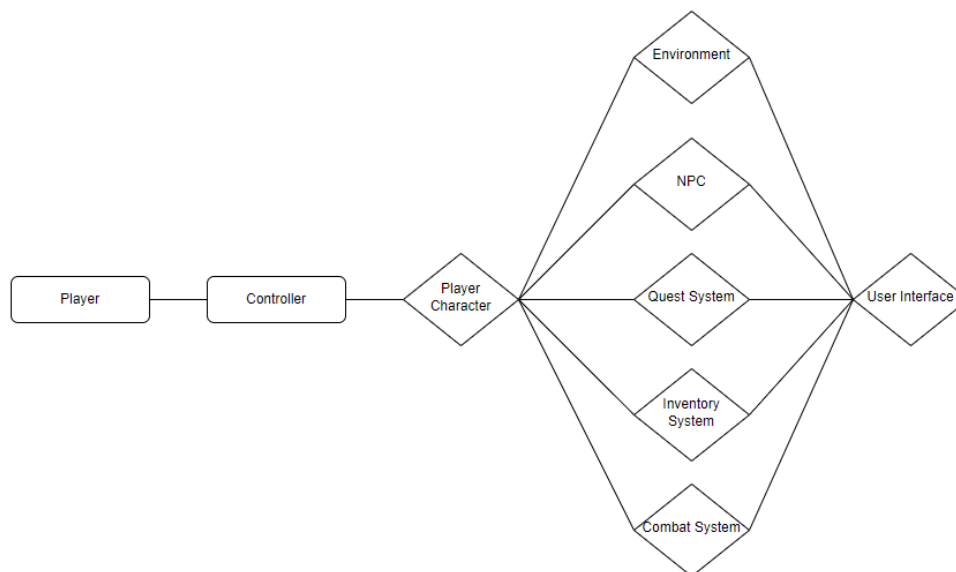 Environment
NPC
Player
Controller
Player
Character
Quest System
User Interface
Inventory
System
Combat System